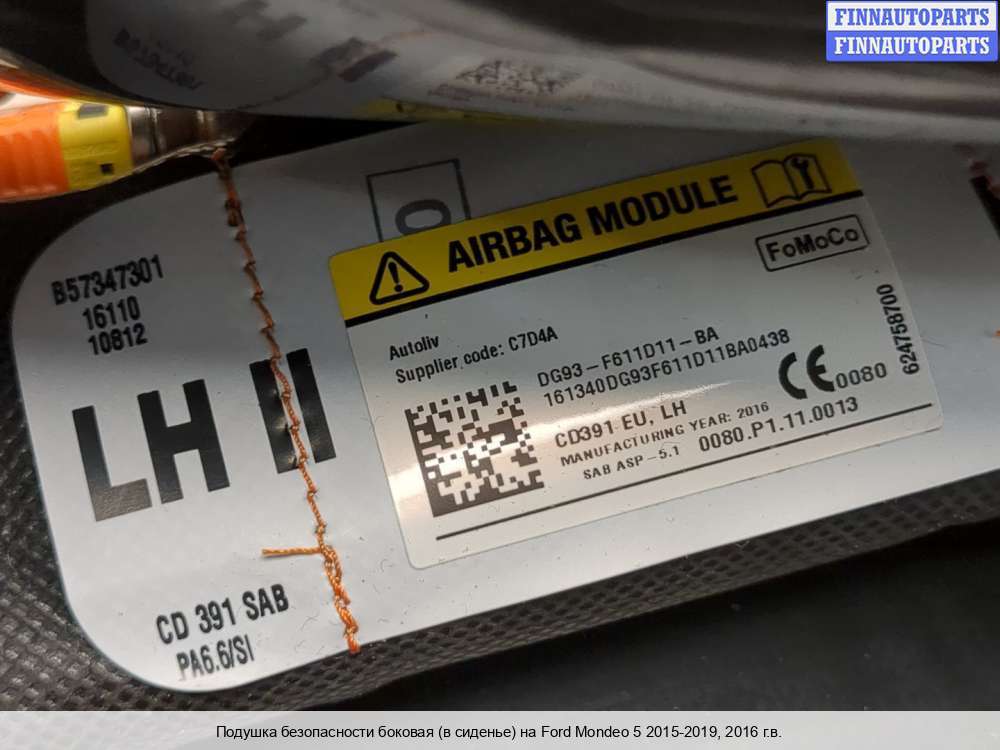 FINNAUTOPARTS
FINNAUTOPARTS
AIRBAG MODULE
FoMoCo
B57347301
16110
10812
LH
Autoliv
Supplier code: C7D4A
DG93-F611D11-BA
161340DG93F611D11BA0438
CD391 EU, LH
MANUFACTURING YEAR: 2016
SAB ASP-5.1
0080.P1.11.0013
CE 0080
624758700
CD 391 SAB
PA6.6/SI
Подушка безопасности боковая (в сиденье) на Ford Mondeo 5 2015-2019, 2016 г.в.